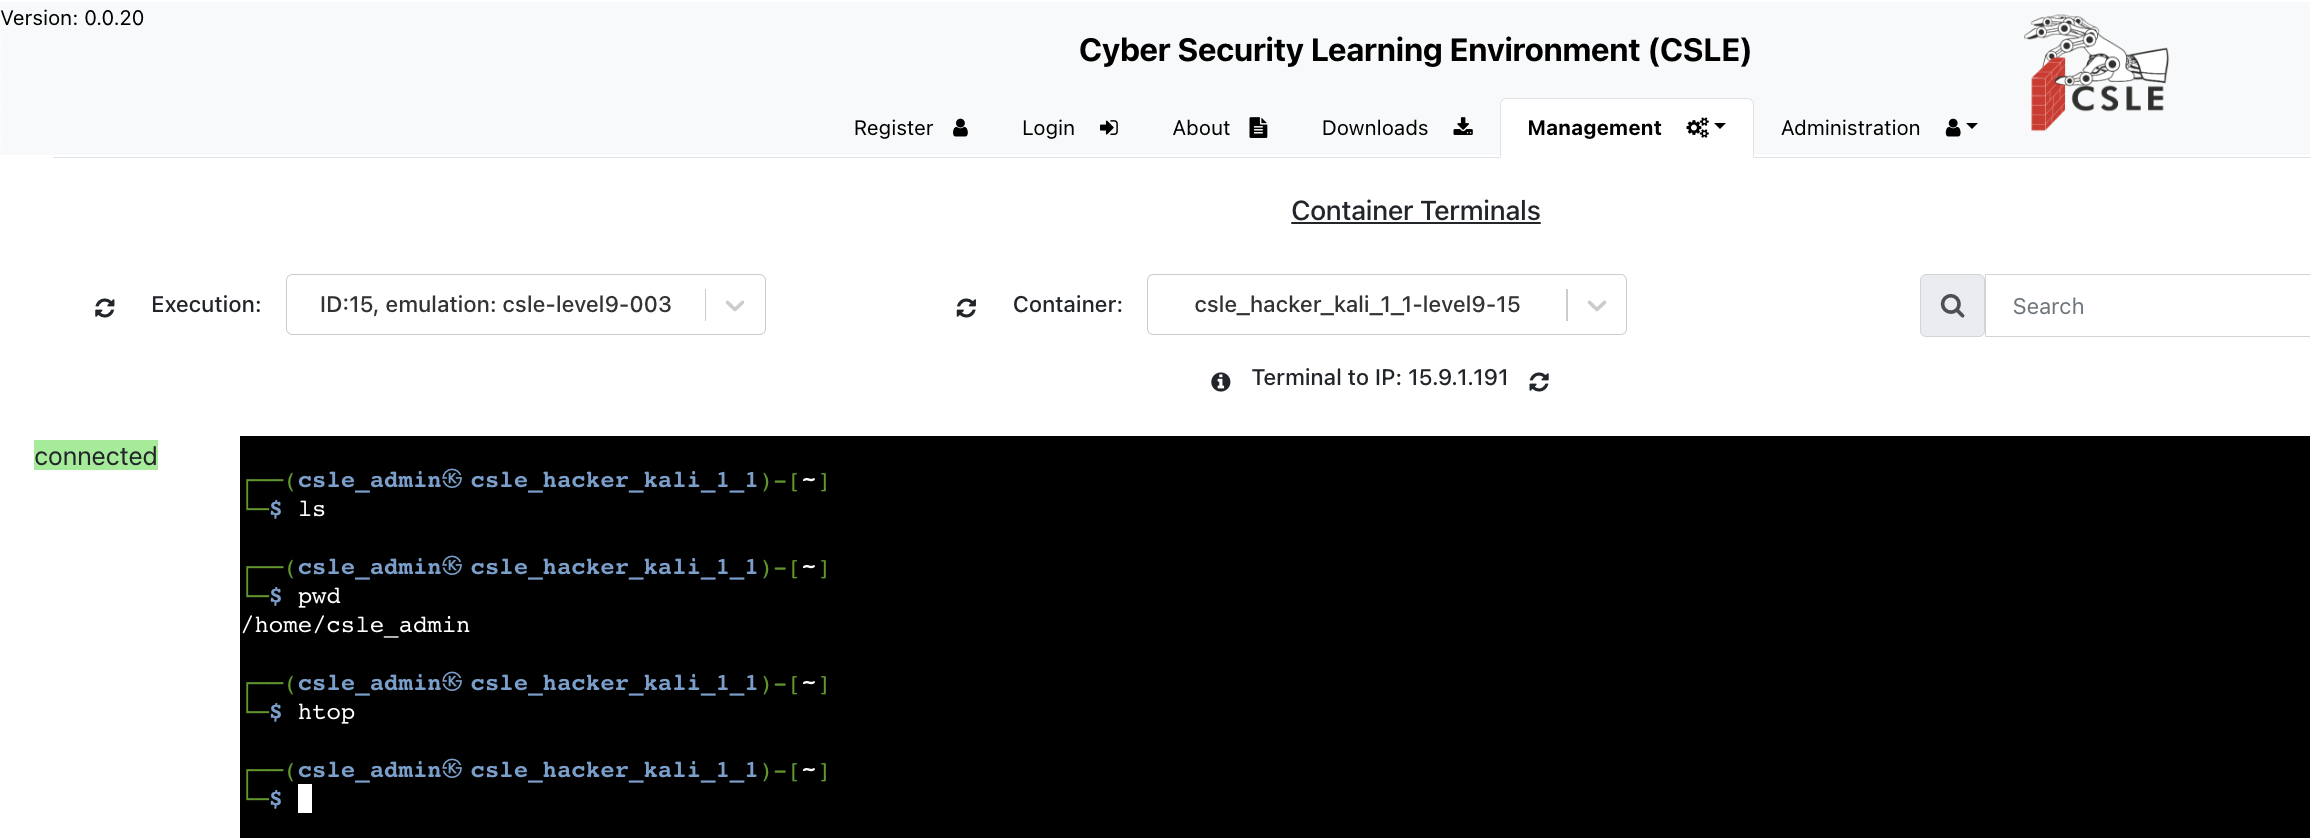 Version: 0.0.20
Cyber Security Learning Environment (CSLE)
CSLE
Register Login About Downloads Management Administration
Container Terminals
Execution: ID:15, emulation: csle-level9-003 Container: csle_hacker_kali_1_1-level9-15 Search
Terminal to IP: 15.9.1.191
connected
┌──(csle_admin㉿csle_hacker_kali_1_1)-[~]
└─$ ls
┌──(csle_admin㉿csle_hacker_kali_1_1)-[~]
└─$ pwd
/home/csle_admin
┌──(csle_admin㉿csle_hacker_kali_1_1)-[~]
└─$ htop
┌──(csle_admin㉿csle_hacker_kali_1_1)-[~]
└─$